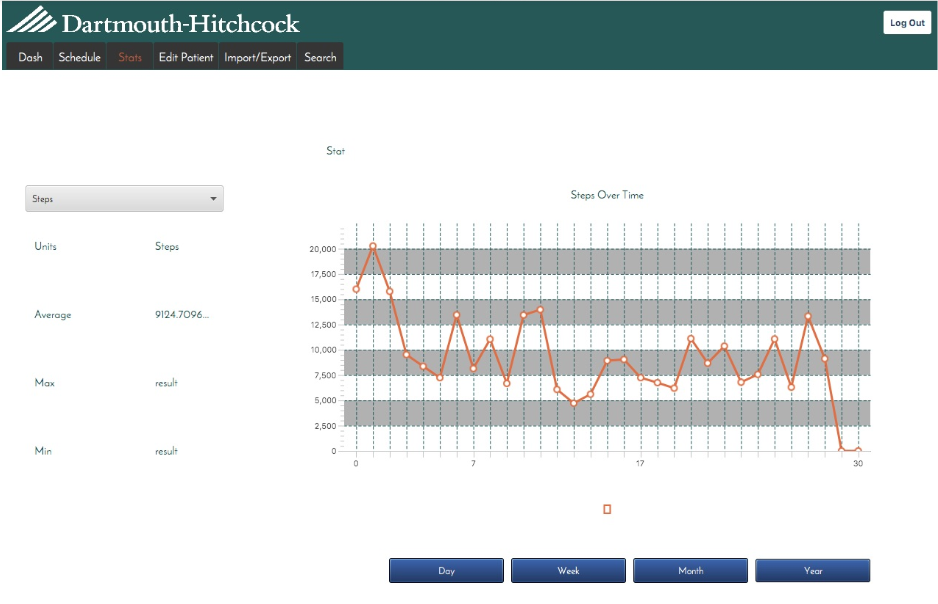 Dartmouth-Hitchcock
Log Out
Dash Schedule Stats Edit Patient Import/Export Search
Stat
Steps
Steps Over Time
Units Steps
Average 9124.7096...
Max result
Min result
20,000
17,500
15,000
12,500
10,000
7,500
5,000
2,500
0
0 7 17 30
Day Week Month Year